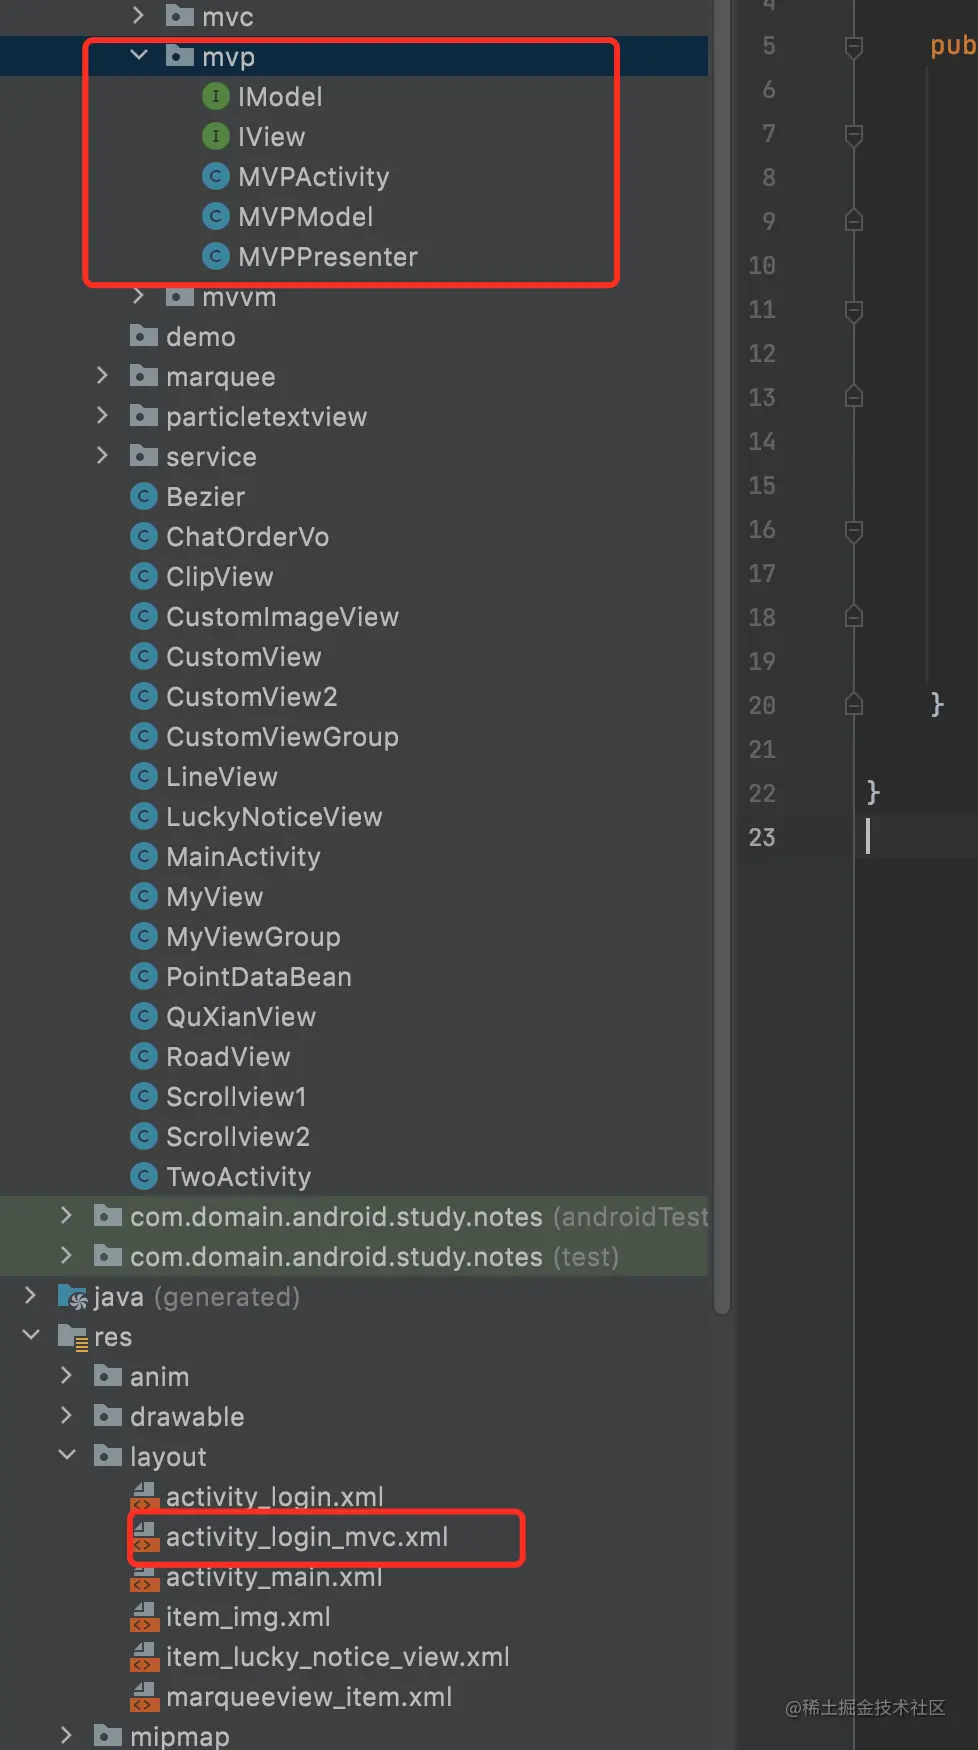 mvc
mvp
IModel
IView
MVPActivity
MVPModel
MVPPresenter
mvvm
demo
marquee
particletextview
service
Bezier
ChatOrderVo
ClipView
CustomImageView
CustomView
CustomView2
CustomViewGroup
LineView
LuckyNoticeView
MainActivity
MyView
MyViewGroup
PointDataBean
QuXianView
RoadView
Scrollview1
Scrollview2
TwoActivity
com.domain.android.study.notes (androidTest
com.domain.android.study.notes (test)
java (generated)
res
anim
drawable
layout
activity_login.xml
activity_login_mvc.xml
activity_main.xml
item_img.xml
item_lucky_notice_view.xml
marqueeview_item.xml
mipmap
4
5 pub
6
7
8
9
10
11
12
13
14
15
16
17
18
19
20 }
21
22 }
23
@稀土掘金技术社区